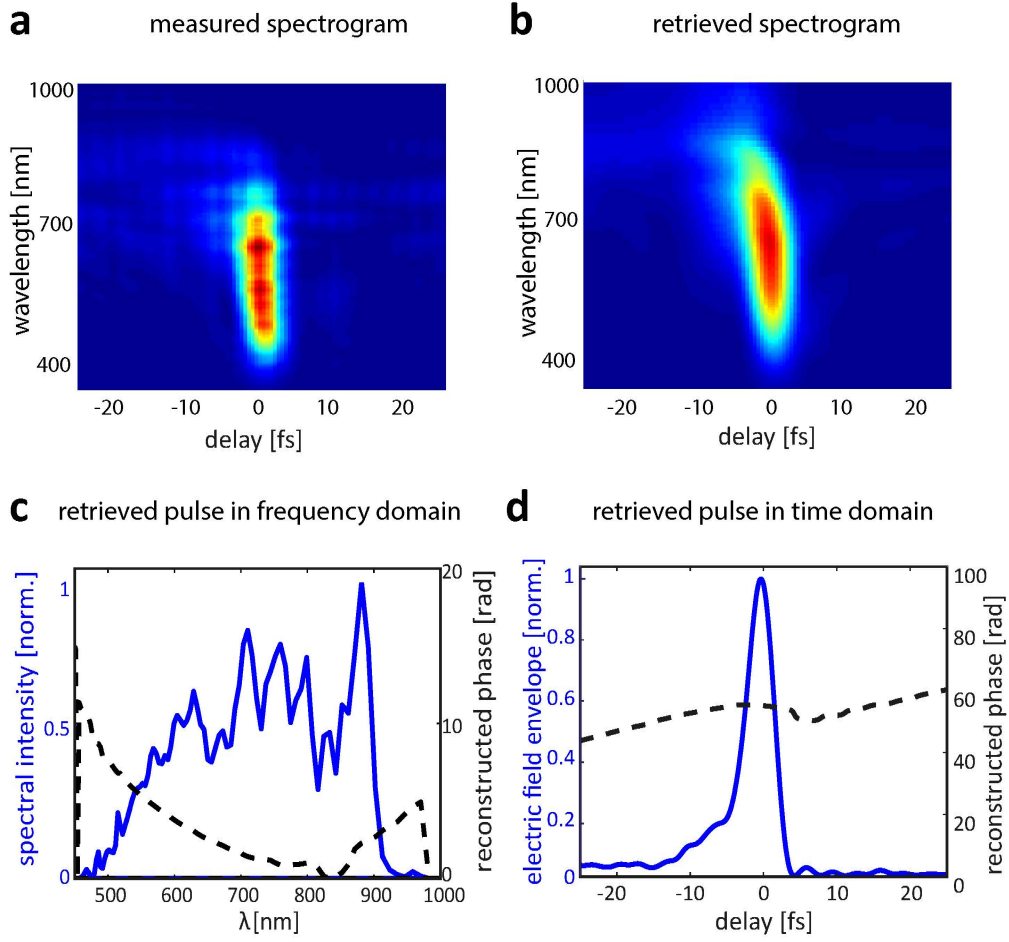 a measured spectrogram
1000
700
400
wavelength [nm]
-20 -10 0 10 20
delay [fs]
b retrieved spectrogram
1000
700
400
wavelength [nm]
-20 -10 0 10 20
delay [fs]
c retrieved pulse in frequency domain
1
0.5
0
spectral intensity [norm.]
20
10
0
reconstructed phase [rad]
500 600 700 800 900 1000
λ[nm]
d retrieved pulse in time domain
1
0.8
0.6
0.4
0.2
0
electric field envelope [norm.]
100
80
60
40
20
0
reconstructed phase [rad]
-20 -10 0 10 25
delay [fs]